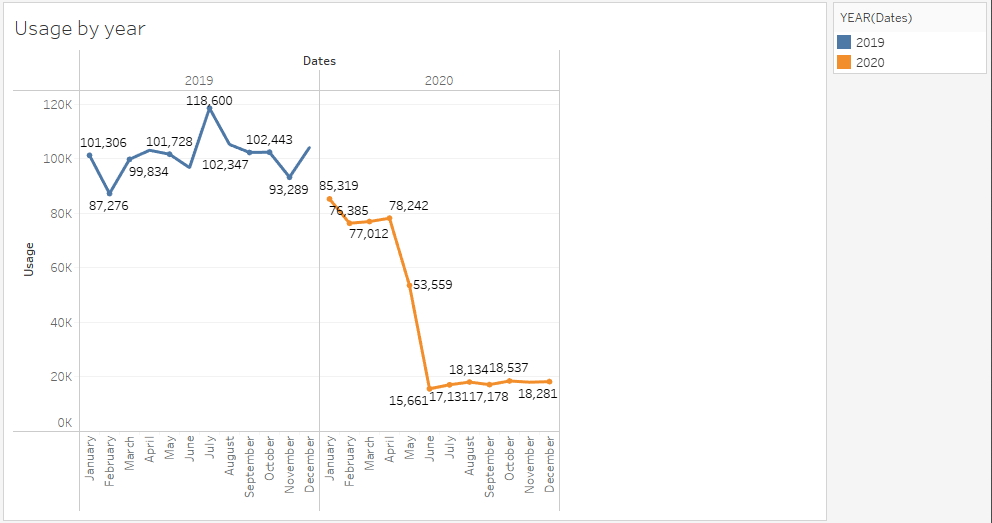 Usage by year
YEAR(Dates)
2019
2020
Dates
2019
2020
Usage
120K
100K
80K
60K
40K
20K
0K
101,306
87,276
99,834
101,728
118,600
102,347
102,443
93,289
85,319
76,385
77,012
78,242
53,559
15,661
17,131
18,134
17,178
18,537
18,281
January
February
March
April
May
June
July
August
September
October
November
December
January
February
March
April
May
June
July
August
September
October
November
December